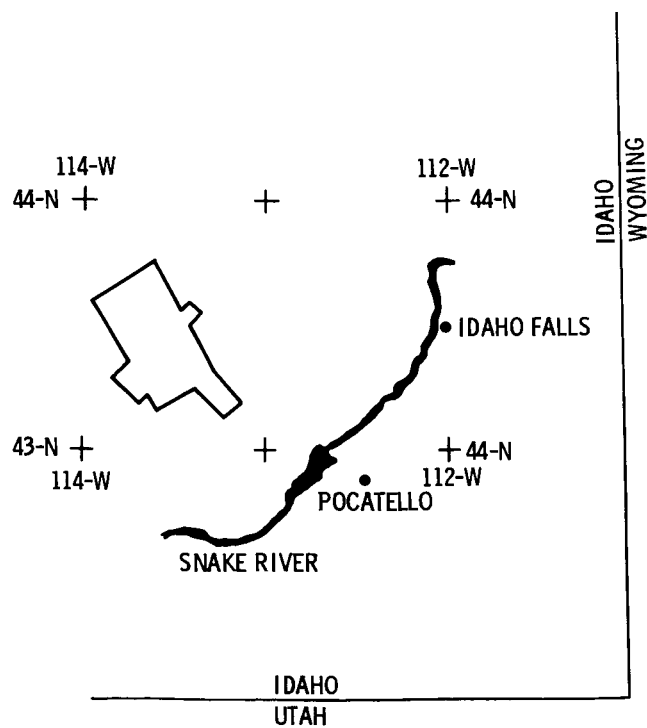 114-W
112-W
44-N
44-N
IDAHO
WYOMING
IDAHO FALLS
43-N
44-N
114-W
112-W
POCATELLO
SNAKE RIVER
IDAHO
UTAH